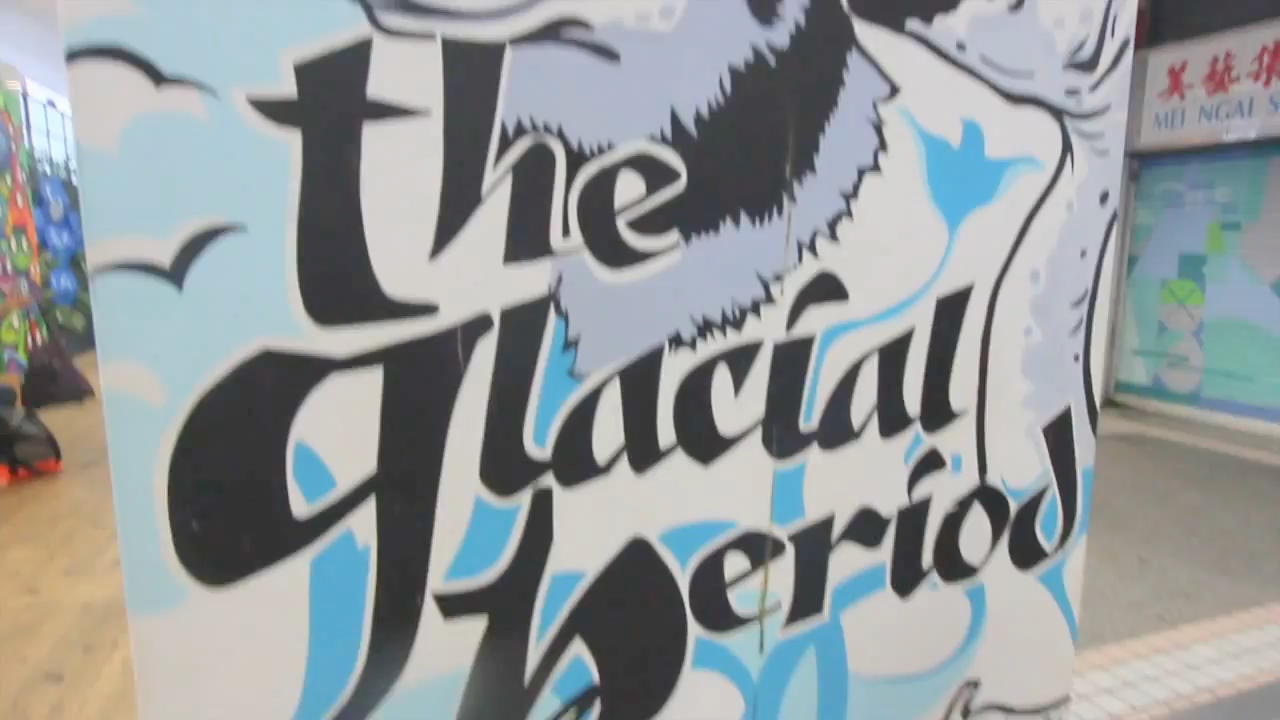 the
glacial
period
美藝
MEI NGAI